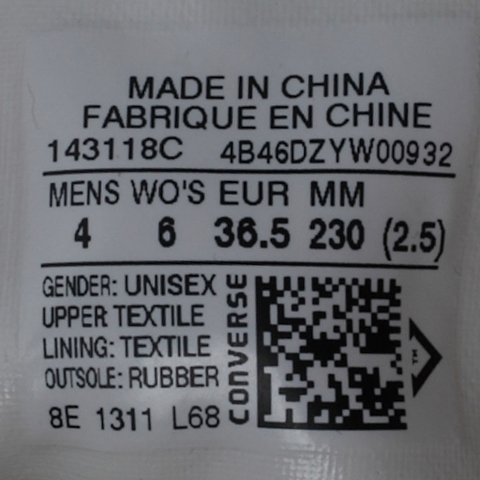 MADE IN CHINA
FABRIQUE EN CHINE
143118C 4B46DZYW00932
MENS WO'S EUR MM
4 6 36.5 230 (2.5)
GENDER: UNISEX
UPPER TEXTILE
LINING: TEXTILE
OUTSOLE: RUBBER
8E 1311 L68
CONVERSE
TM